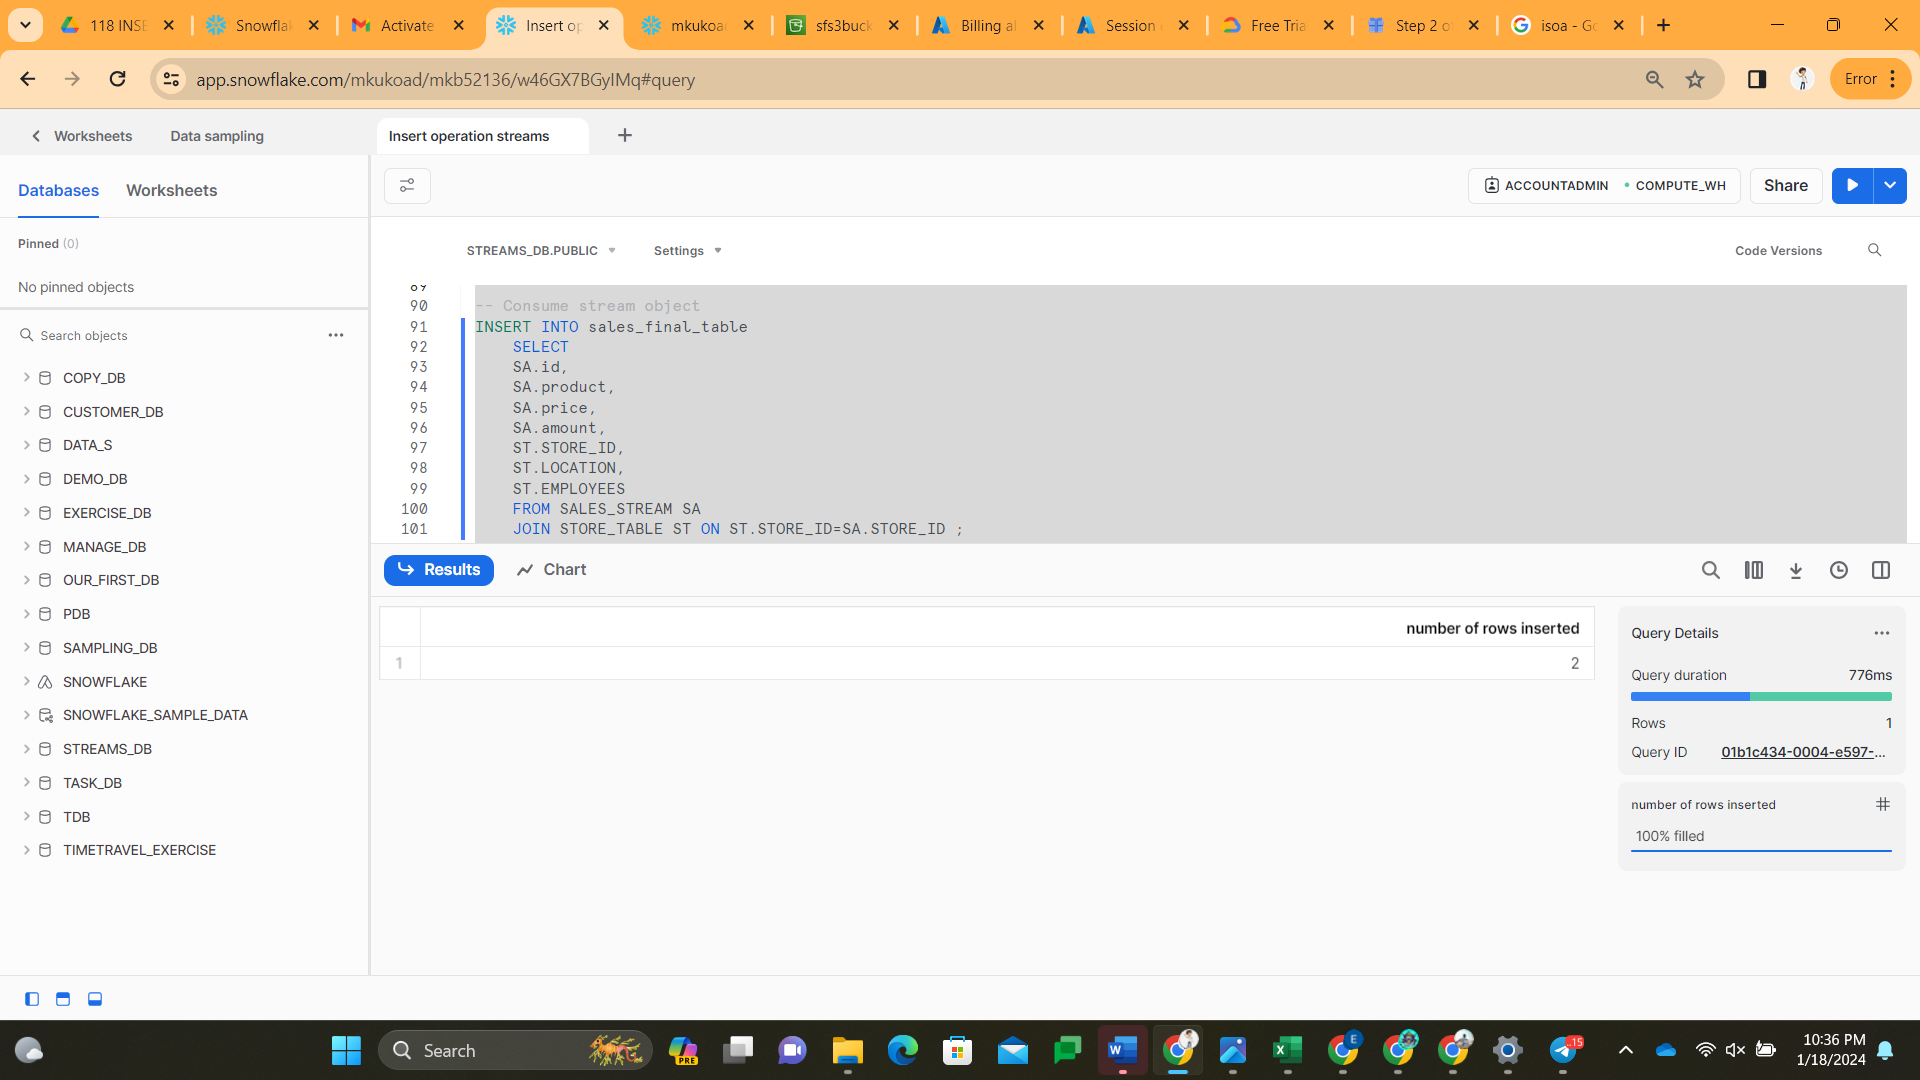 118 INSE
Snowflak
Activate
Insert op
mkukoad
sfs3buck
Billing al
Session
Free Tria
Step 2 o
isoa - Go
app.snowflake.com/mkukoad/mkb52136/w46GX7BGyIMq#query
Error
Worksheets
Data sampling
Insert operation streams
Databases
Worksheets
ACCOUNTADMIN
COMPUTE_WH
Share
Pinned (0)
No pinned objects
STREAMS_DB.PUBLIC
Settings
Code Versions
Search objects
COPY_DB
CUSTOMER_DB
DATA_S
DEMO_DB
EXERCISE_DB
MANAGE_DB
OUR_FIRST_DB
PDB
SAMPLING_DB
SNOWFLAKE
SNOWFLAKE_SAMPLE_DATA
STREAMS_DB
TASK_DB
TDB
TIMETRAVEL_EXERCISE
89
90 -- Consume stream object
91 INSERT INTO sales_final_table
92 SELECT
93 SA.id,
94 SA.product,
95 SA.price,
96 SA.amount,
97 ST.STORE_ID,
98 ST.LOCATION,
99 ST.EMPLOYEES
100 FROM SALES_STREAM SA
101 JOIN STORE_TABLE ST ON ST.STORE_ID=SA.STORE_ID ;
Results
Chart
number of rows inserted
1 2
Query Details
Query duration 776ms
Rows 1
Query ID 01b1c434-0004-e597-...
number of rows inserted
100% filled
Search
PRE
W
X
E
15
10:36 PM
1/18/2024